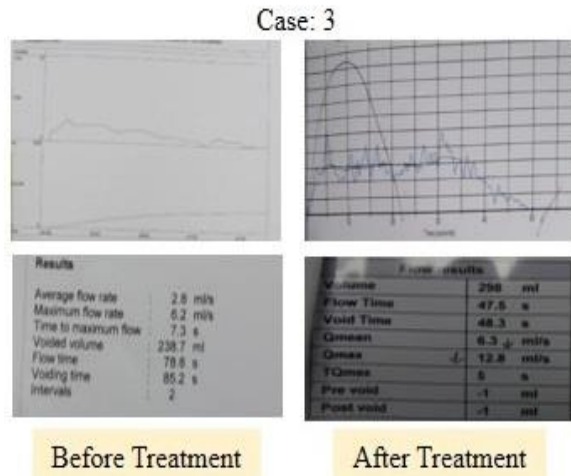 Case: 3
Results
Average flow rate : 2.8 ml/s
Maximum flow rate : 6.2 ml/s
Time to maximum flow : 7.3 s
Voided volume : 238.7 ml
Flow time : 78.6 s
Voiding time : 85.2 s
Intervals : 2
Flow Results
Volume 298 ml
Flow Time 47.5 s
Void Time 48.3 s
Qmean 6.3 ml/s
Qmax 12.8 ml/s
TQmax 5 s
Pre void -1 ml
Post void -1 ml
Before Treatment
After Treatment